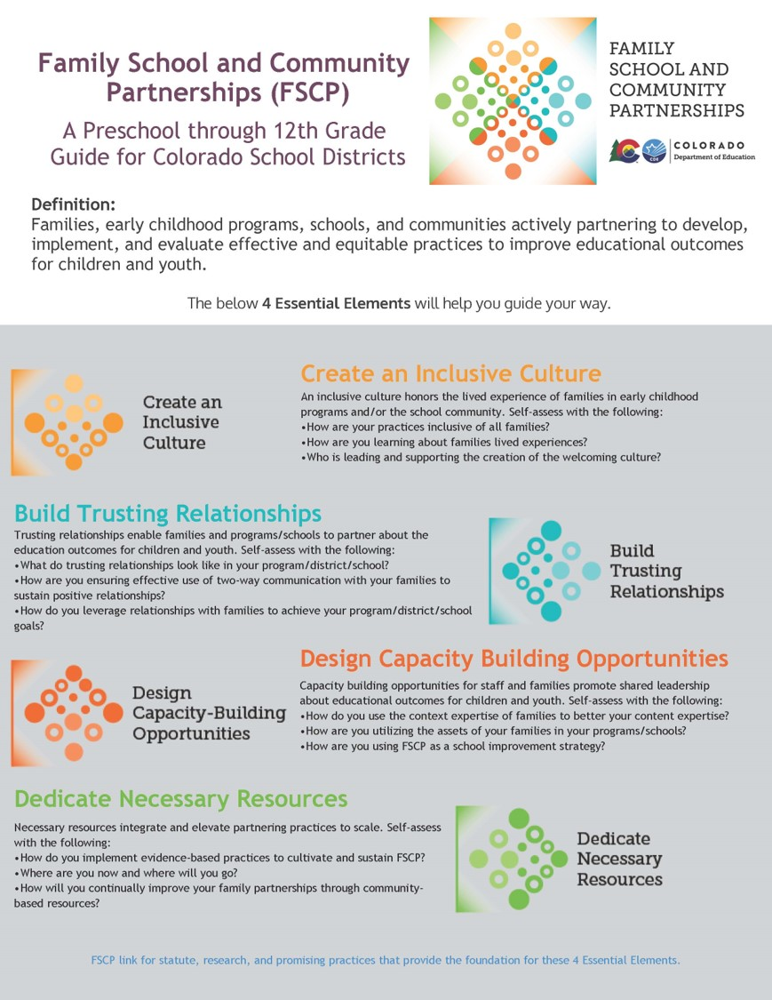 Family School and Community
Partnerships (FSCP)
A Preschool through 12th Grade
Guide for Colorado School Districts
FAMILY
SCHOOL AND
COMMUNITY
PARTNERSHIPS
CDE
COLORADO
Department of Education
Definition:
Families, early childhood programs, schools, and communities actively partnering to develop,
implement, and evaluate effective and equitable practices to improve educational outcomes
for children and youth.
The below 4 Essential Elements will help you guide your way.
Create an
Inclusive
Culture
Create an Inclusive Culture
An inclusive culture honors the lived experience of families in early childhood
programs and/or the school community. Self-assess with the following:
•How are your practices inclusive of all families?
•How are you learning about families lived experiences?
•Who is leading and supporting the creation of the welcoming culture?
Build Trusting Relationships
Trusting relationships enable families and programs/schools to partner about the
education outcomes for children and youth. Self-assess with the following:
•What do trusting relationships look like in your program/district/school?
•How are you ensuring effective use of two-way communication with your families to
sustain positive relationships?
•How do you leverage relationships with families to achieve your program/district/school
goals?
Build
Trusting
Relationships
Design
Capacity-Building
Opportunities
Design Capacity Building Opportunities
Capacity building opportunities for staff and families promote shared leadership
about educational outcomes for children and youth. Self-assess with the following:
•How do you use the context expertise of families to better your content expertise?
•How are you utilizing the assets of your families in your programs/schools?
•How are you using FSCP as a school improvement strategy?
Dedicate Necessary Resources
Necessary resources integrate and elevate partnering practices to scale. Self-assess
with the following:
•How do you implement evidence-based practices to cultivate and sustain FSCP?
•Where are you now and where will you go?
•How will you continually improve your family partnerships through community-
based resources?
Dedicate
Necessary
Resources
FSCP link for statute, research, and promising practices that provide the foundation for these 4 Essential Elements.